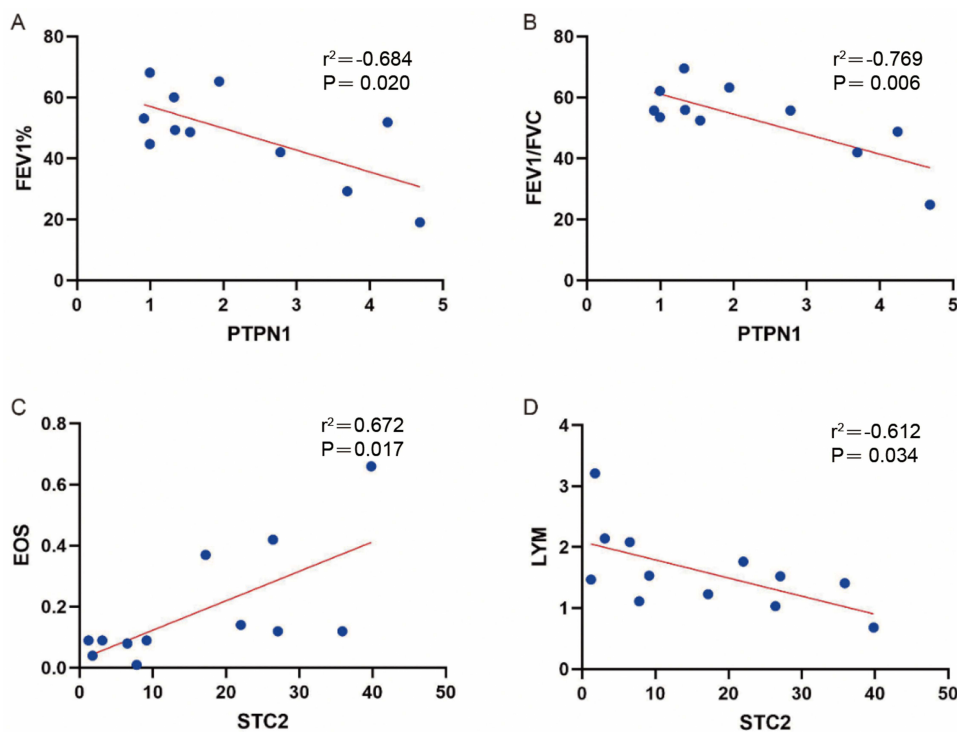 A
80
60
40
20
0
FEV1%
0 1 2 3 4 5
PTPN1
r²=-0.684
P=0.020
B
80
60
40
20
0
FEV1/FVC
0 1 2 3 4 5
PTPN1
r²=-0.769
P=0.006
C
0.8
0.6
0.4
0.2
0.0
EOS
0 10 20 30 40 50
STC2
r²=0.672
P=0.017
D
4
3
2
1
0
LYM
0 10 20 30 40 50
STC2
r²=-0.612
P= 0.034